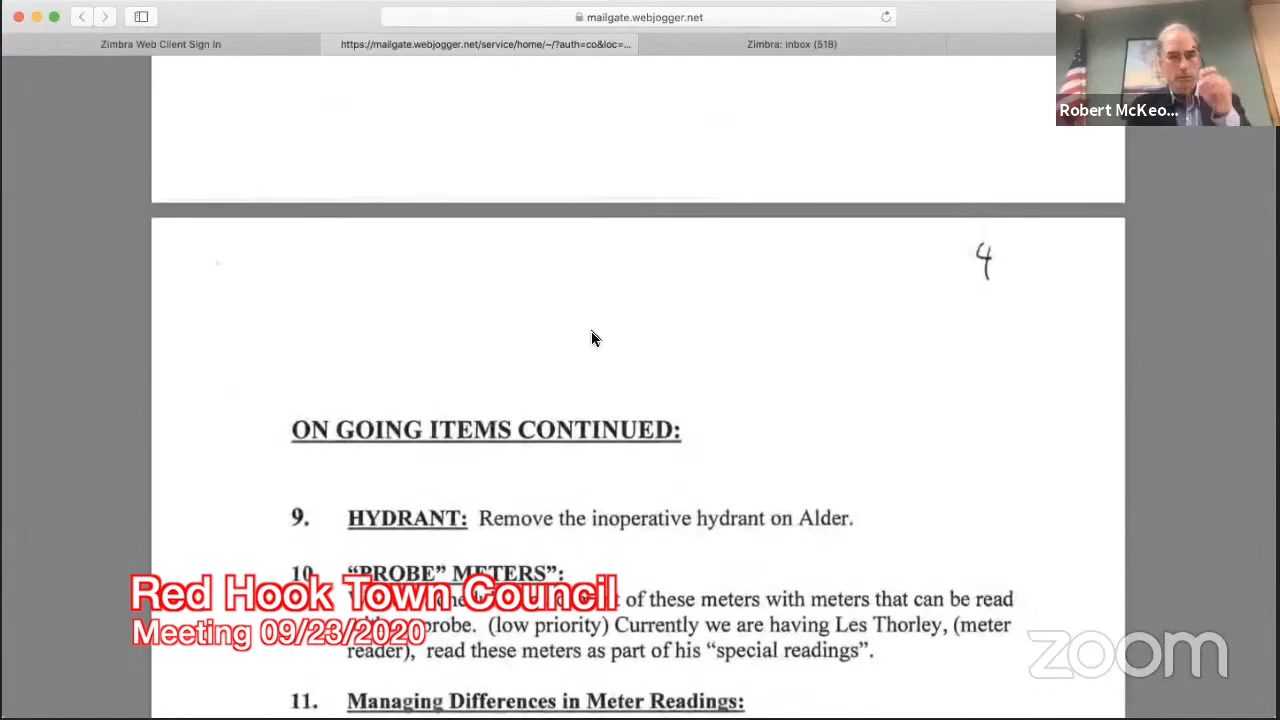 mailgate.webjogger.net
Zimbra Web Client Sign In
https://mailgate.webjogger.net/service/home/~/?auth=co&loc=...
Zimbra: Inbox (518)
Robert McKeo...
4
ON GOING ITEMS CONTINUED:
9. HYDRANT: Remove the inoperative hydrant on Alder.
10. “PROBE” METERS”:
Red Hook Town Council
of these meters with meters that can be read
probe. (low priority) Currently we are having Les Thorley, (meter
Meeting 09/23/2020
reader), read these meters as part of his “special readings”.
zoom
11. Managing Differences in Meter Readings: